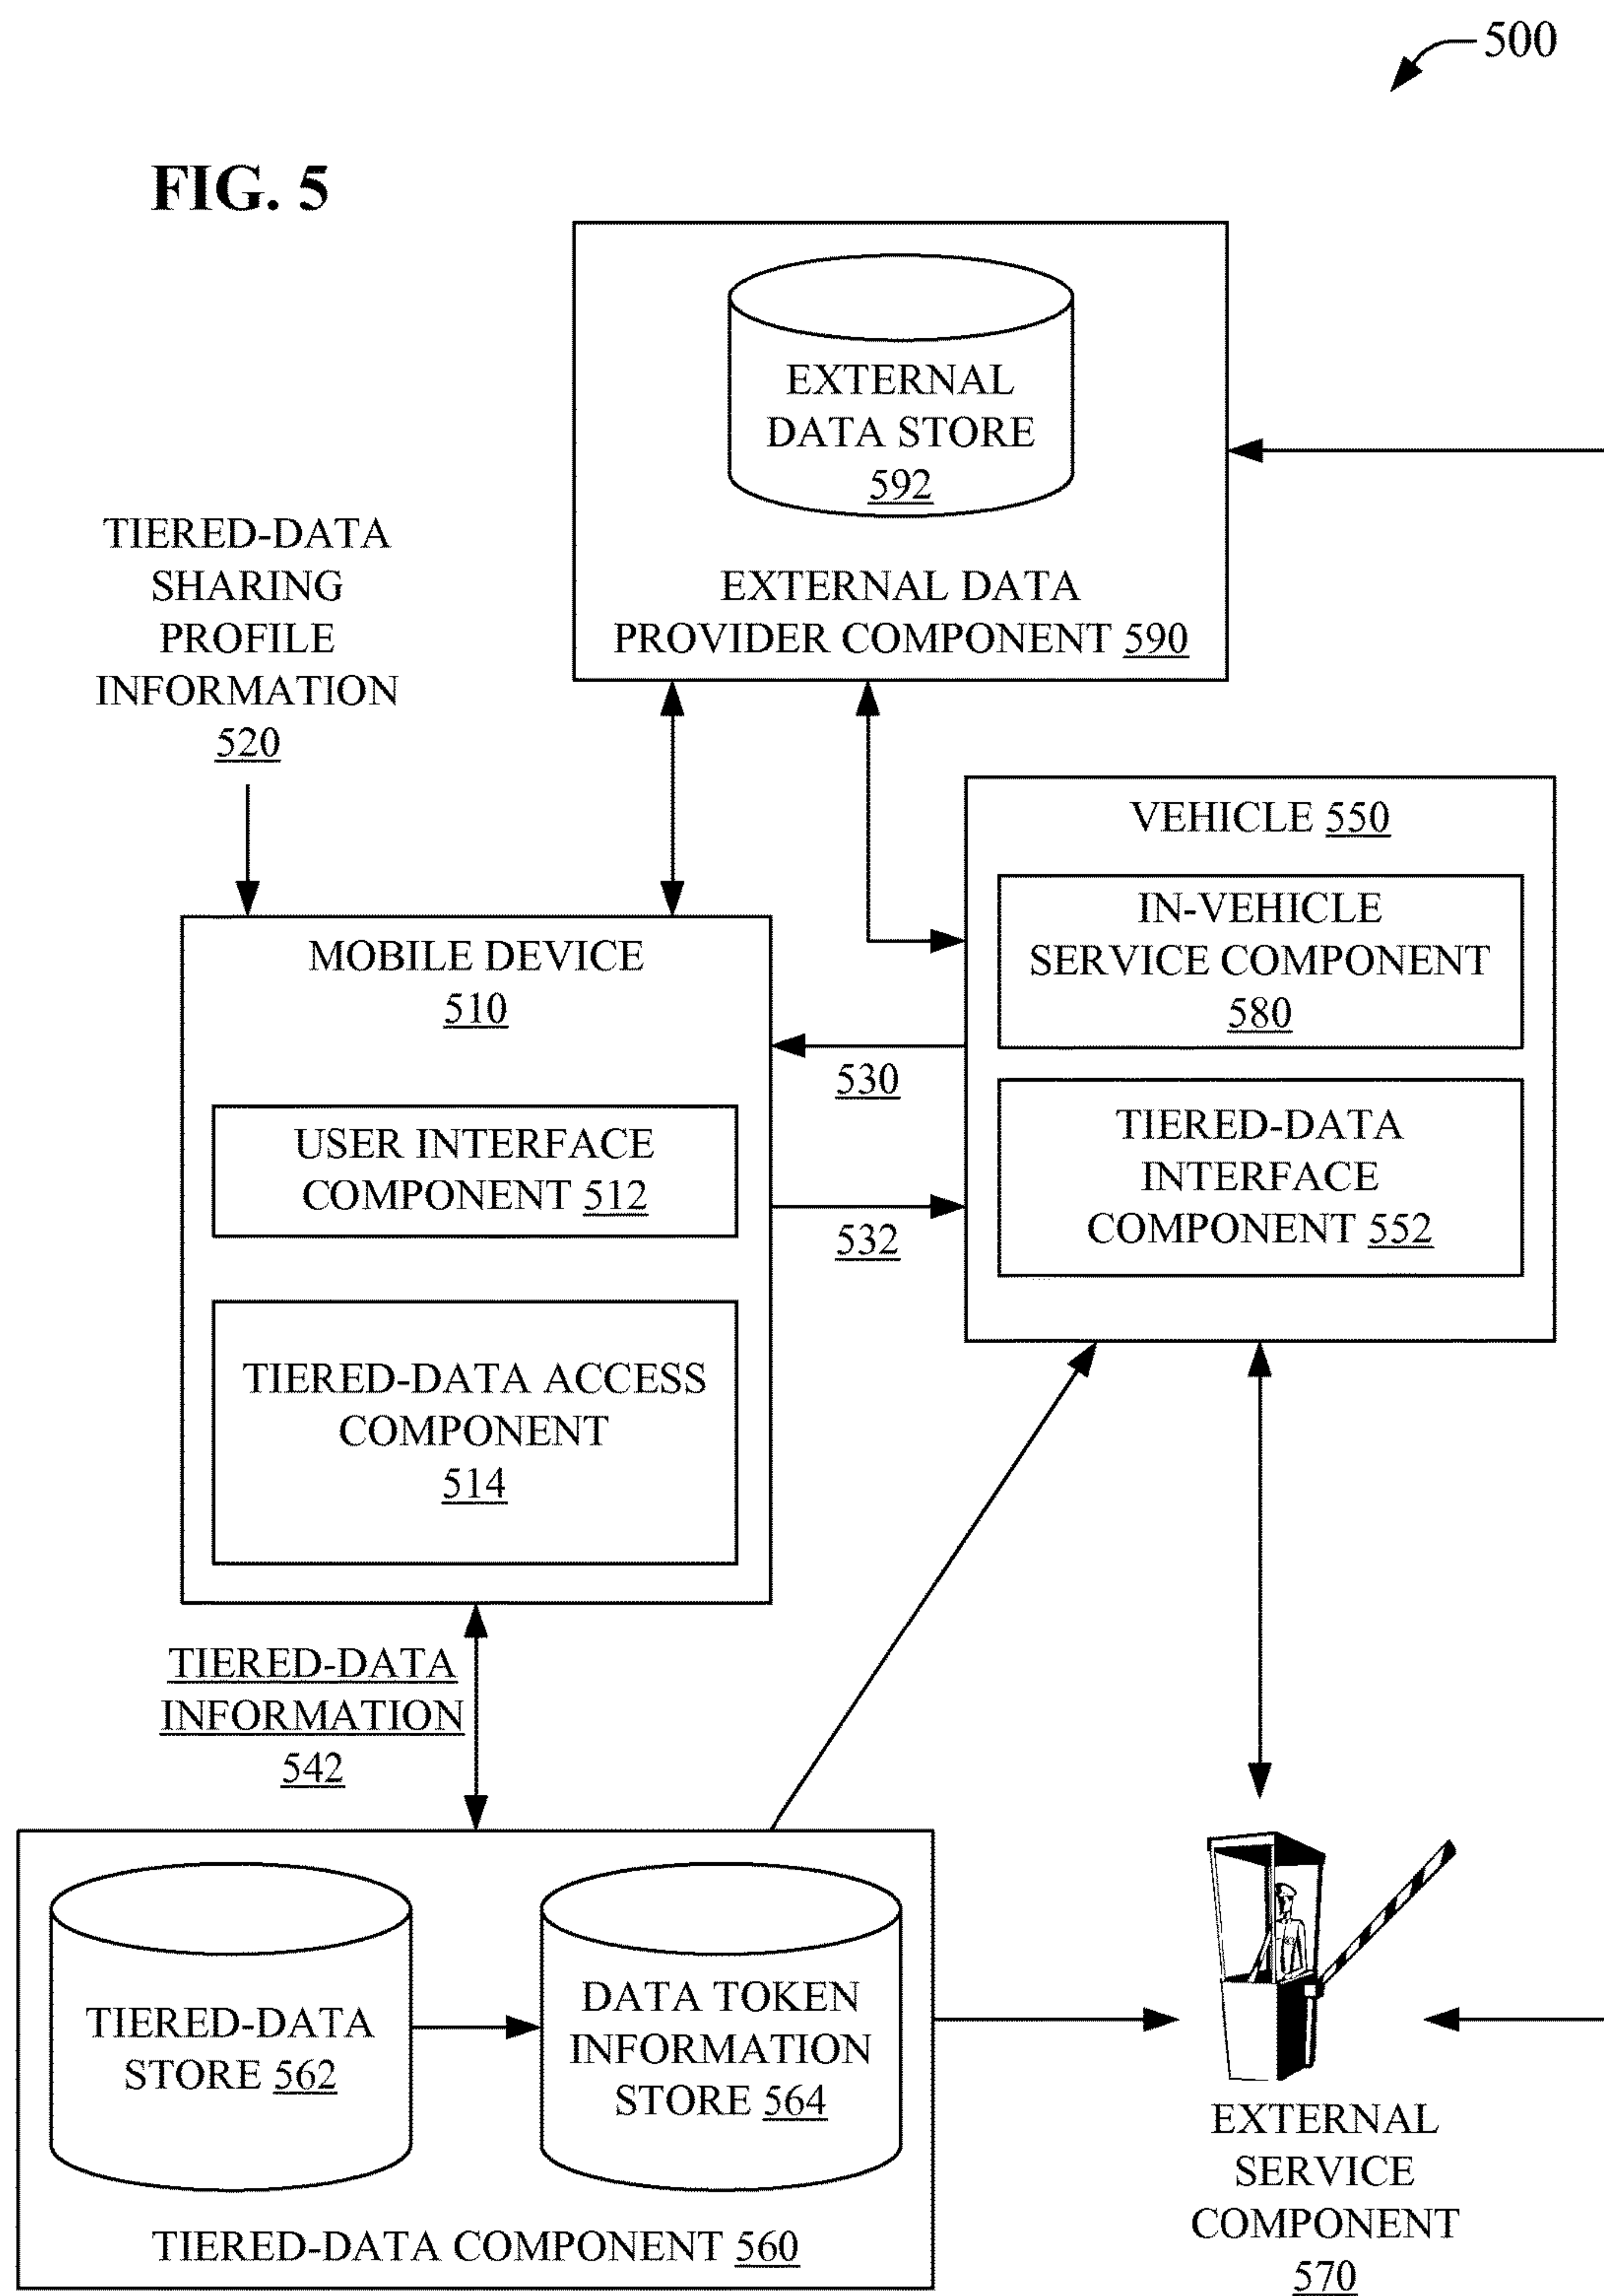 500
FIG. 5
EXTERNAL
DATA STORE
592
EXTERNAL DATA
PROVIDER COMPONENT 590
TIERED-DATA
SHARING
PROFILE
INFORMATION
520
VEHICLE 550
IN-VEHICLE
SERVICE COMPONENT
580
TIERED-DATA
INTERFACE
COMPONENT 552
MOBILE DEVICE
510
530
USER INTERFACE
COMPONENT 512
532
TIERED-DATA ACCESS
COMPONENT
514
TIERED-DATA
INFORMATION
542
TIERED-DATA
STORE 562
DATA TOKEN
INFORMATION
STORE 564
TIERED-DATA COMPONENT 560
EXTERNAL
SERVICE
COMPONENT
570